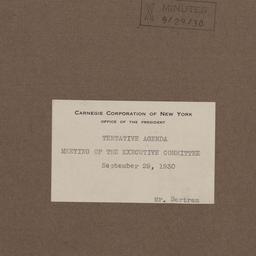 MINUTES
9/29/30
CARNEGIE CORPORATION OF NEW YORK
OFFICE OF THE PRESIDENT
TENTATIVE AGENDA
MEETING OF THE EXECUTIVE COMMITTEE
September 29, 1930
Mr. Bertram